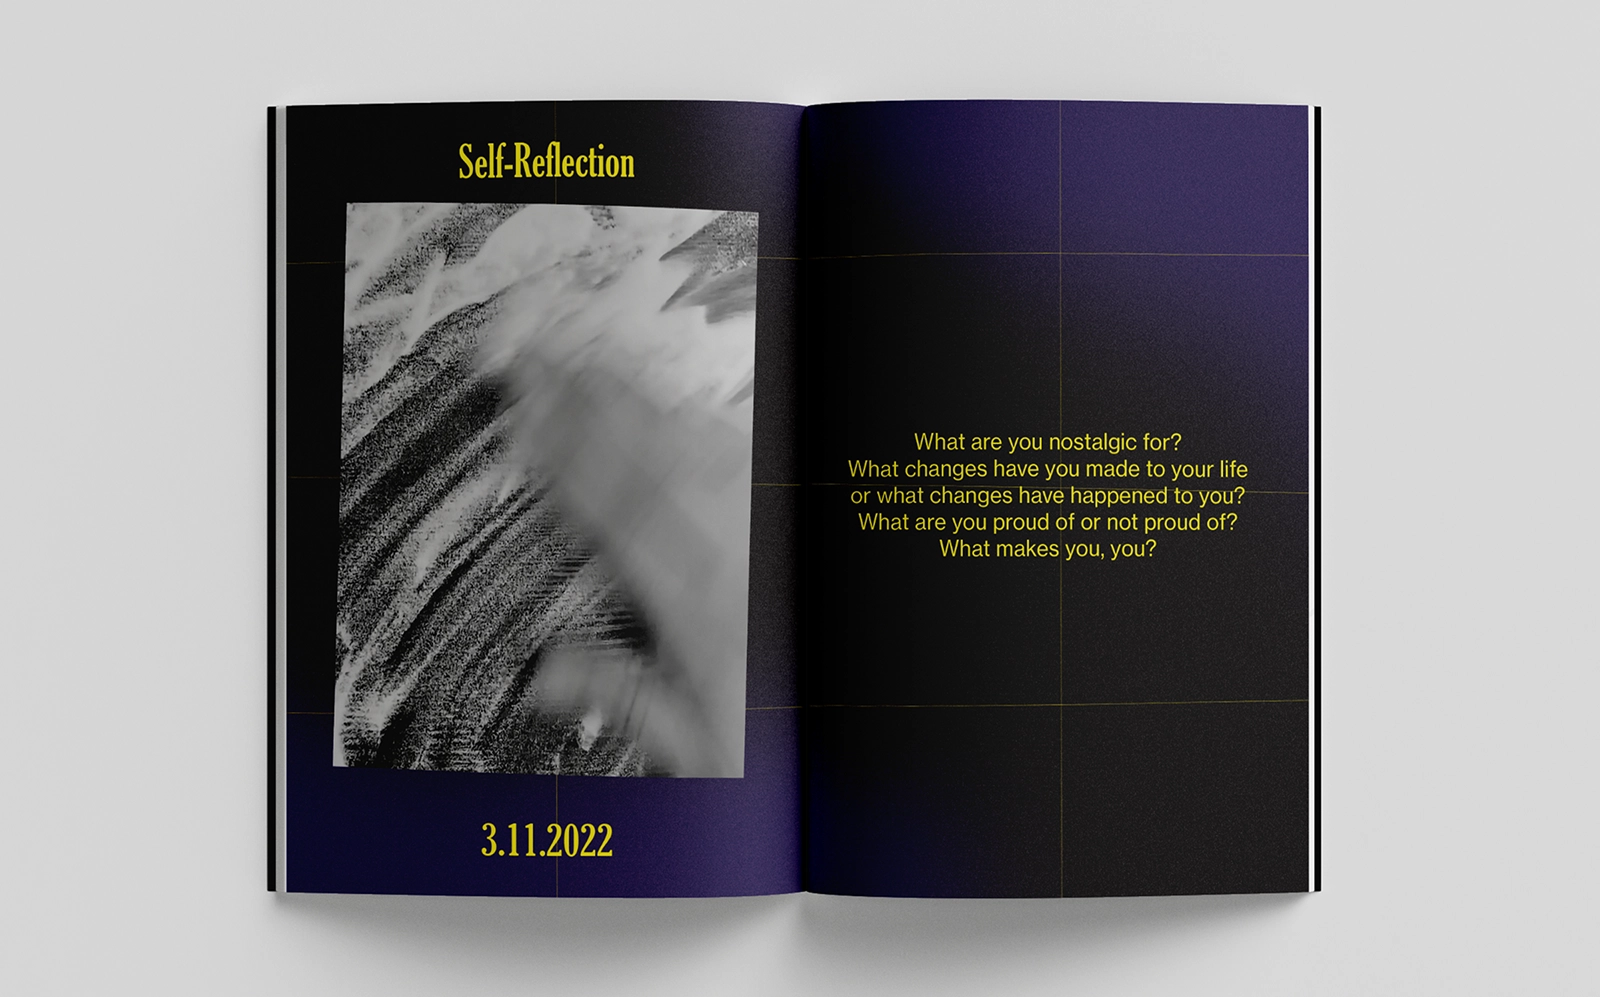 Self-Reflection
3.11.2022
What are you nostalgic for?
What changes have you made to your life
or what changes have happened to you?
What are you proud of or not proud of?
What makes you, you?